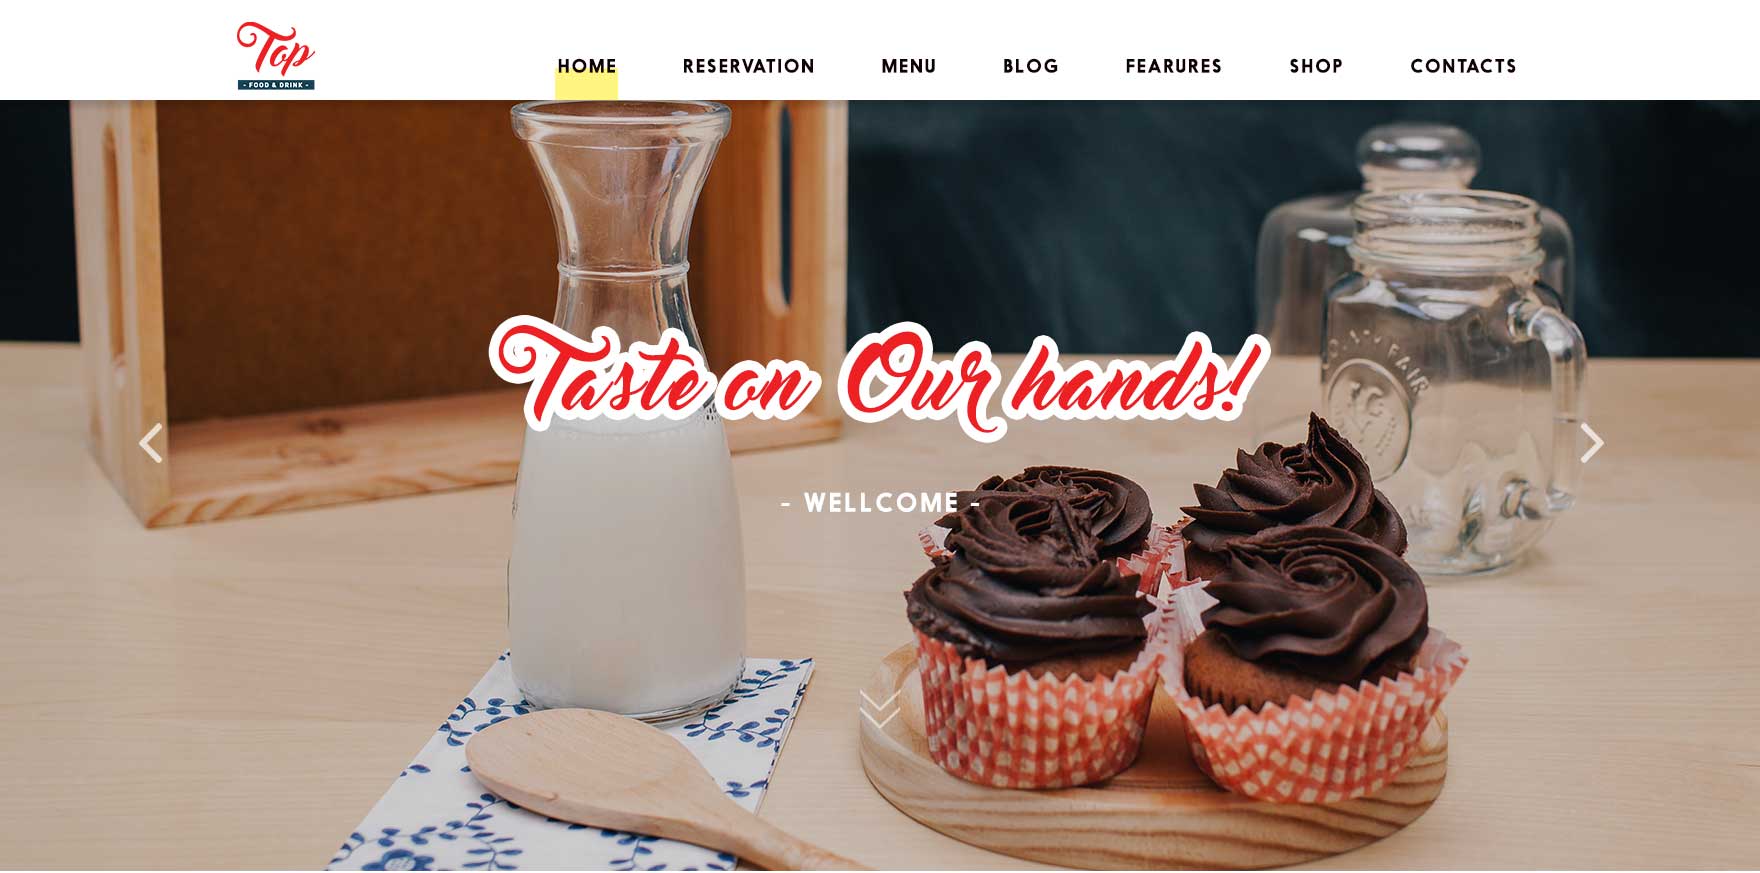 Top
- FOOD & DRINK -
HOME RESERVATION MENU BLOG FEARURES SHOP CONTACTS
Taste on Our hands!
- WELLCOME -